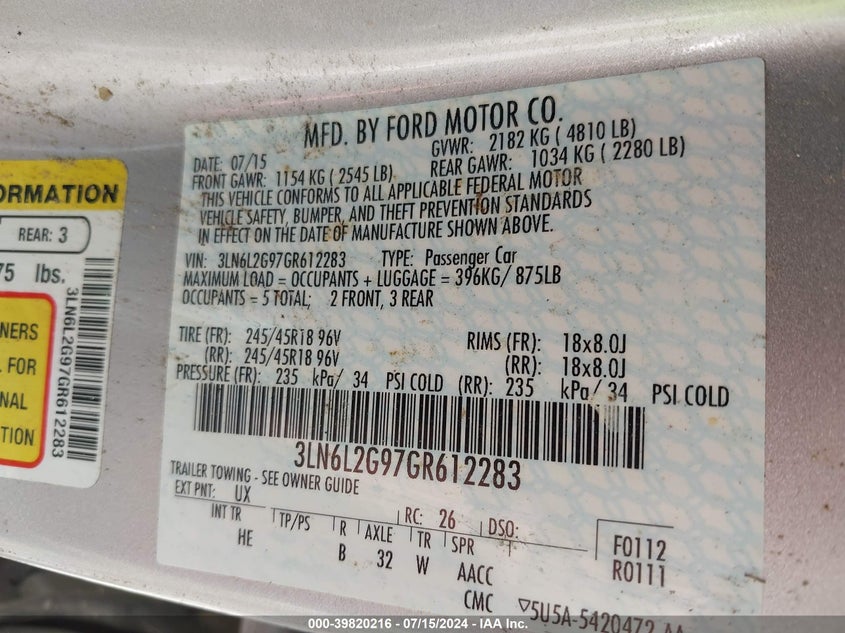 ORMATION
REAR: 3
75 lbs.
NERS
L FOR
NAL
TION
3LN6L2G97GR612283
MFD. BY FORD MOTOR CO.
DATE: 07/15 GVWR: 2182 KG ( 4810 LB)
FRONT GAWR: 1154 KG ( 2545 LB) REAR GAWR: 1034 KG ( 2280 LB)
THIS VEHICLE CONFORMS TO ALL APPLICABLE FEDERAL MOTOR
VEHICLE SAFETY, BUMPER, AND THEFT PREVENTION STANDARDS
IN EFFECT ON THE DATE OF MANUFACTURE SHOWN ABOVE.
VIN: 3LN6L2G97GR612283 TYPE: Passenger Car
MAXIMUM LOAD = OCCUPANTS + LUGGAGE = 396KG/ 875LB
OCCUPANTS = 5 TOTAL; 2 FRONT, 3 REAR
TIRE (FR): 245/45R18 96V RIMS (FR): 18x8.0J
(RR): 245/45R18 96V (RR): 18x8.0J
PRESSURE (FR): 235 kPa/ 34 PSI COLD (RR): 235 kPa/ 34 PSI COLD
3LN6L2G97GR612283
TRAILER TOWING - SEE OWNER GUIDE
EXT PNT: UX RC: 26 DSO:
INT TR TP/PS R AXLE TR SPR F0112
HE B 32 W AACC R0111
CMC ▽5U5A-5420472-AA
000-39820216 - 07/15/2024 - IMPACT Auto Auctions